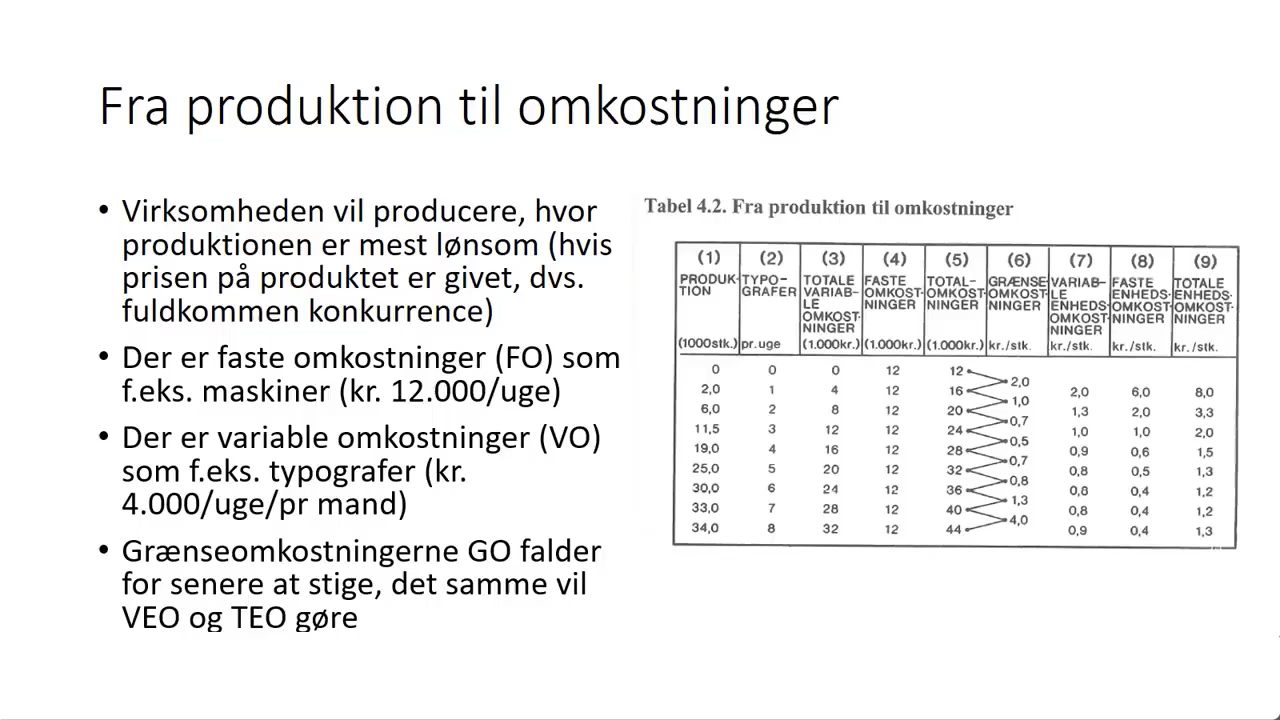 Fra produktion til omkostninger
• Virksomheden vil producere, hvor
produktionen er mest lønsom (hvis
prisen på produktet er givet, dvs.
fuldkommen konkurrence)
• Der er faste omkostninger (FO) som
f.eks. maskiner (kr. 12.000/uge)
• Der er variable omkostninger (VO)
som f.eks. typografer (kr.
4.000/uge/pr mand)
• Grænseomkostningerne GO falder
for senere at stige, det samme vil
VEO og TEO gøre
Tabel 4.2. Fra produktion til omkostninger
(1) (2) (3) (4) (5) (6) (7) (8) (9)
PRODUK- TYPO- TOTALE FASTE TOTAL- GRÆNSE VARIAB- FASTE TOTALE
TION GRAFER VARIAB- OMKOST- OMKOST- OMKOST- LE ENHEDS- ENHEDS-
LE NINGER NINGER NINGER ENHEDS- OMKOST- OMKOST-
OMKOST- OMKOST- NINGER NINGER
NINGER NINGER
(1000stk.) pr.uge (1.000kr.) (1.000kr.) (1.000kr.) kr./stk. kr./stk. kr./stk. kr./stk.
0 0 0 12 12
2,0
2,0 1 4 12 16 2,0 6,0 8,0
1,0
6,0 2 8 12 20 1,3 2,0 3,3
0,7
11,5 3 12 12 24 1,0 1,0 2,0
0,5
19,0 4 16 12 28 0,9 0,6 1,5
0,7
25,0 5 20 12 32 0,8 0,5 1,3
0,8
30,0 6 24 12 36 0,8 0,4 1,2
1,3
33,0 7 28 12 40 0,8 0,4 1,2
4,0
34,0 8 32 12 44 0,9 0,4 1,3